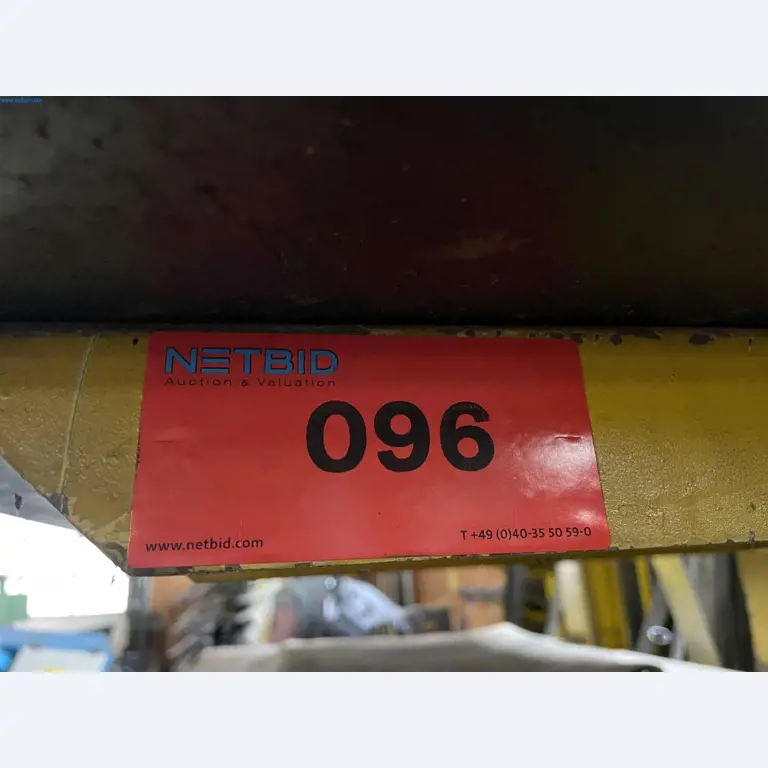 NETBID
Auction & Valuation
096
www.netbid.com
T +49 (0)40-35 50 59-0